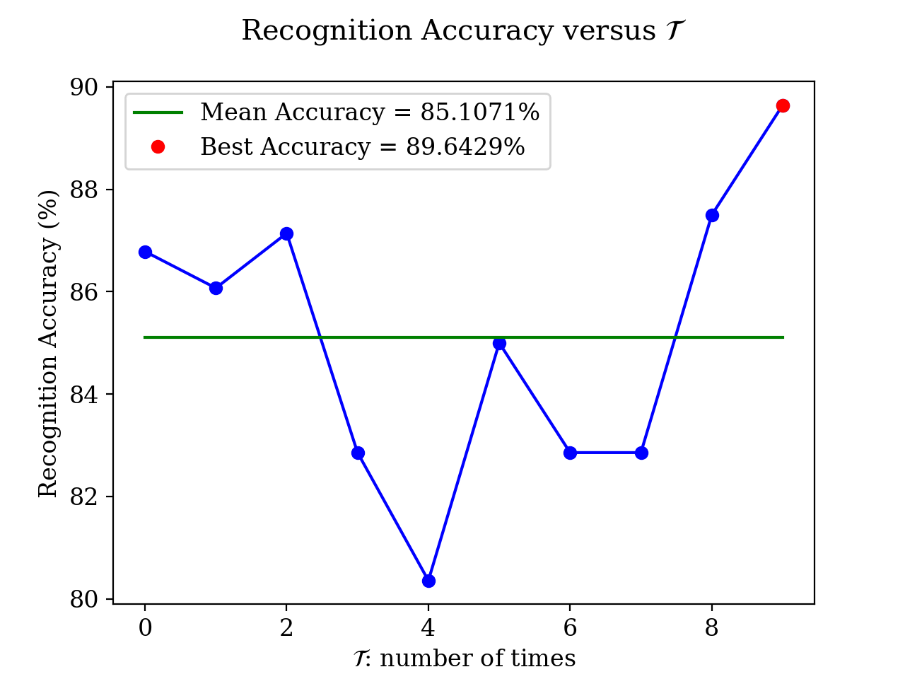 Recognition Accuracy versus 𝒯
90
88
86
84
82
80
Recognition Accuracy (%)
Mean Accuracy = 85.1071%
Best Accuracy = 89.6429%
0 2 4 6 8
𝒯: number of times